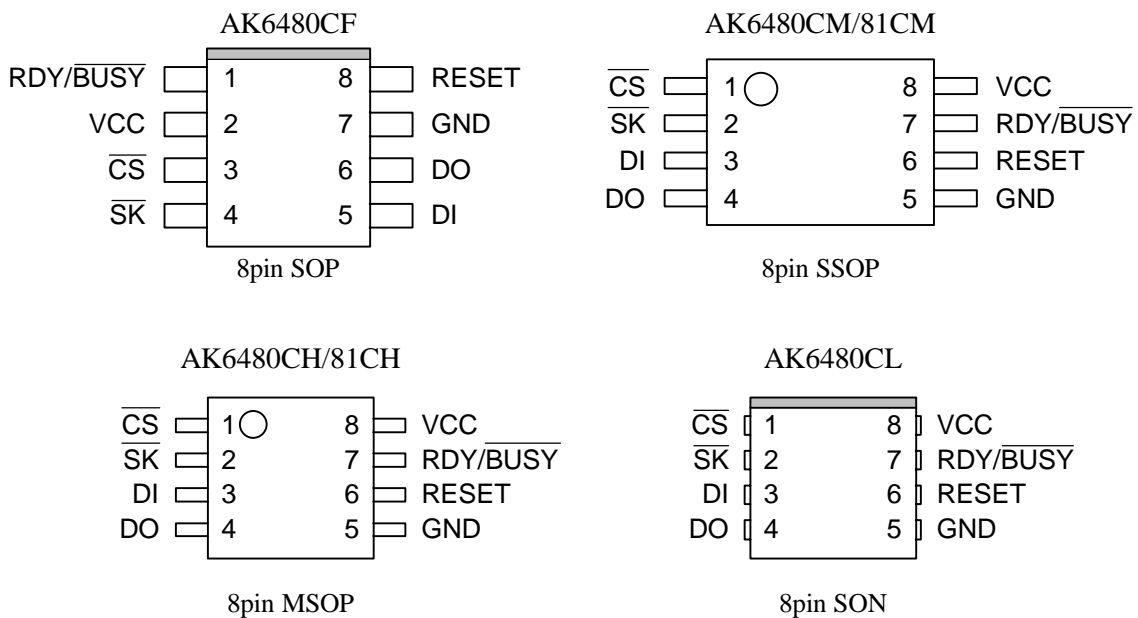 AK6480CF
RDY/BUSY 1 8 RESET
VCC 2 7 GND
CS 3 6 DO
SK 4 5 DI
8pin SOP
AK6480CM/81CM
CS 1 8 VCC
SK 2 7 RDY/BUSY
DI 3 6 RESET
DO 4 5 GND
8pin SSOP
AK6480CH/81CH
CS 1 8 VCC
SK 2 7 RDY/BUSY
DI 3 6 RESET
DO 4 5 GND
8pin MSOP
AK6480CL
CS 1 8 VCC
SK 2 7 RDY/BUSY
DI 3 6 RESET
DO 4 5 GND
8pin SON